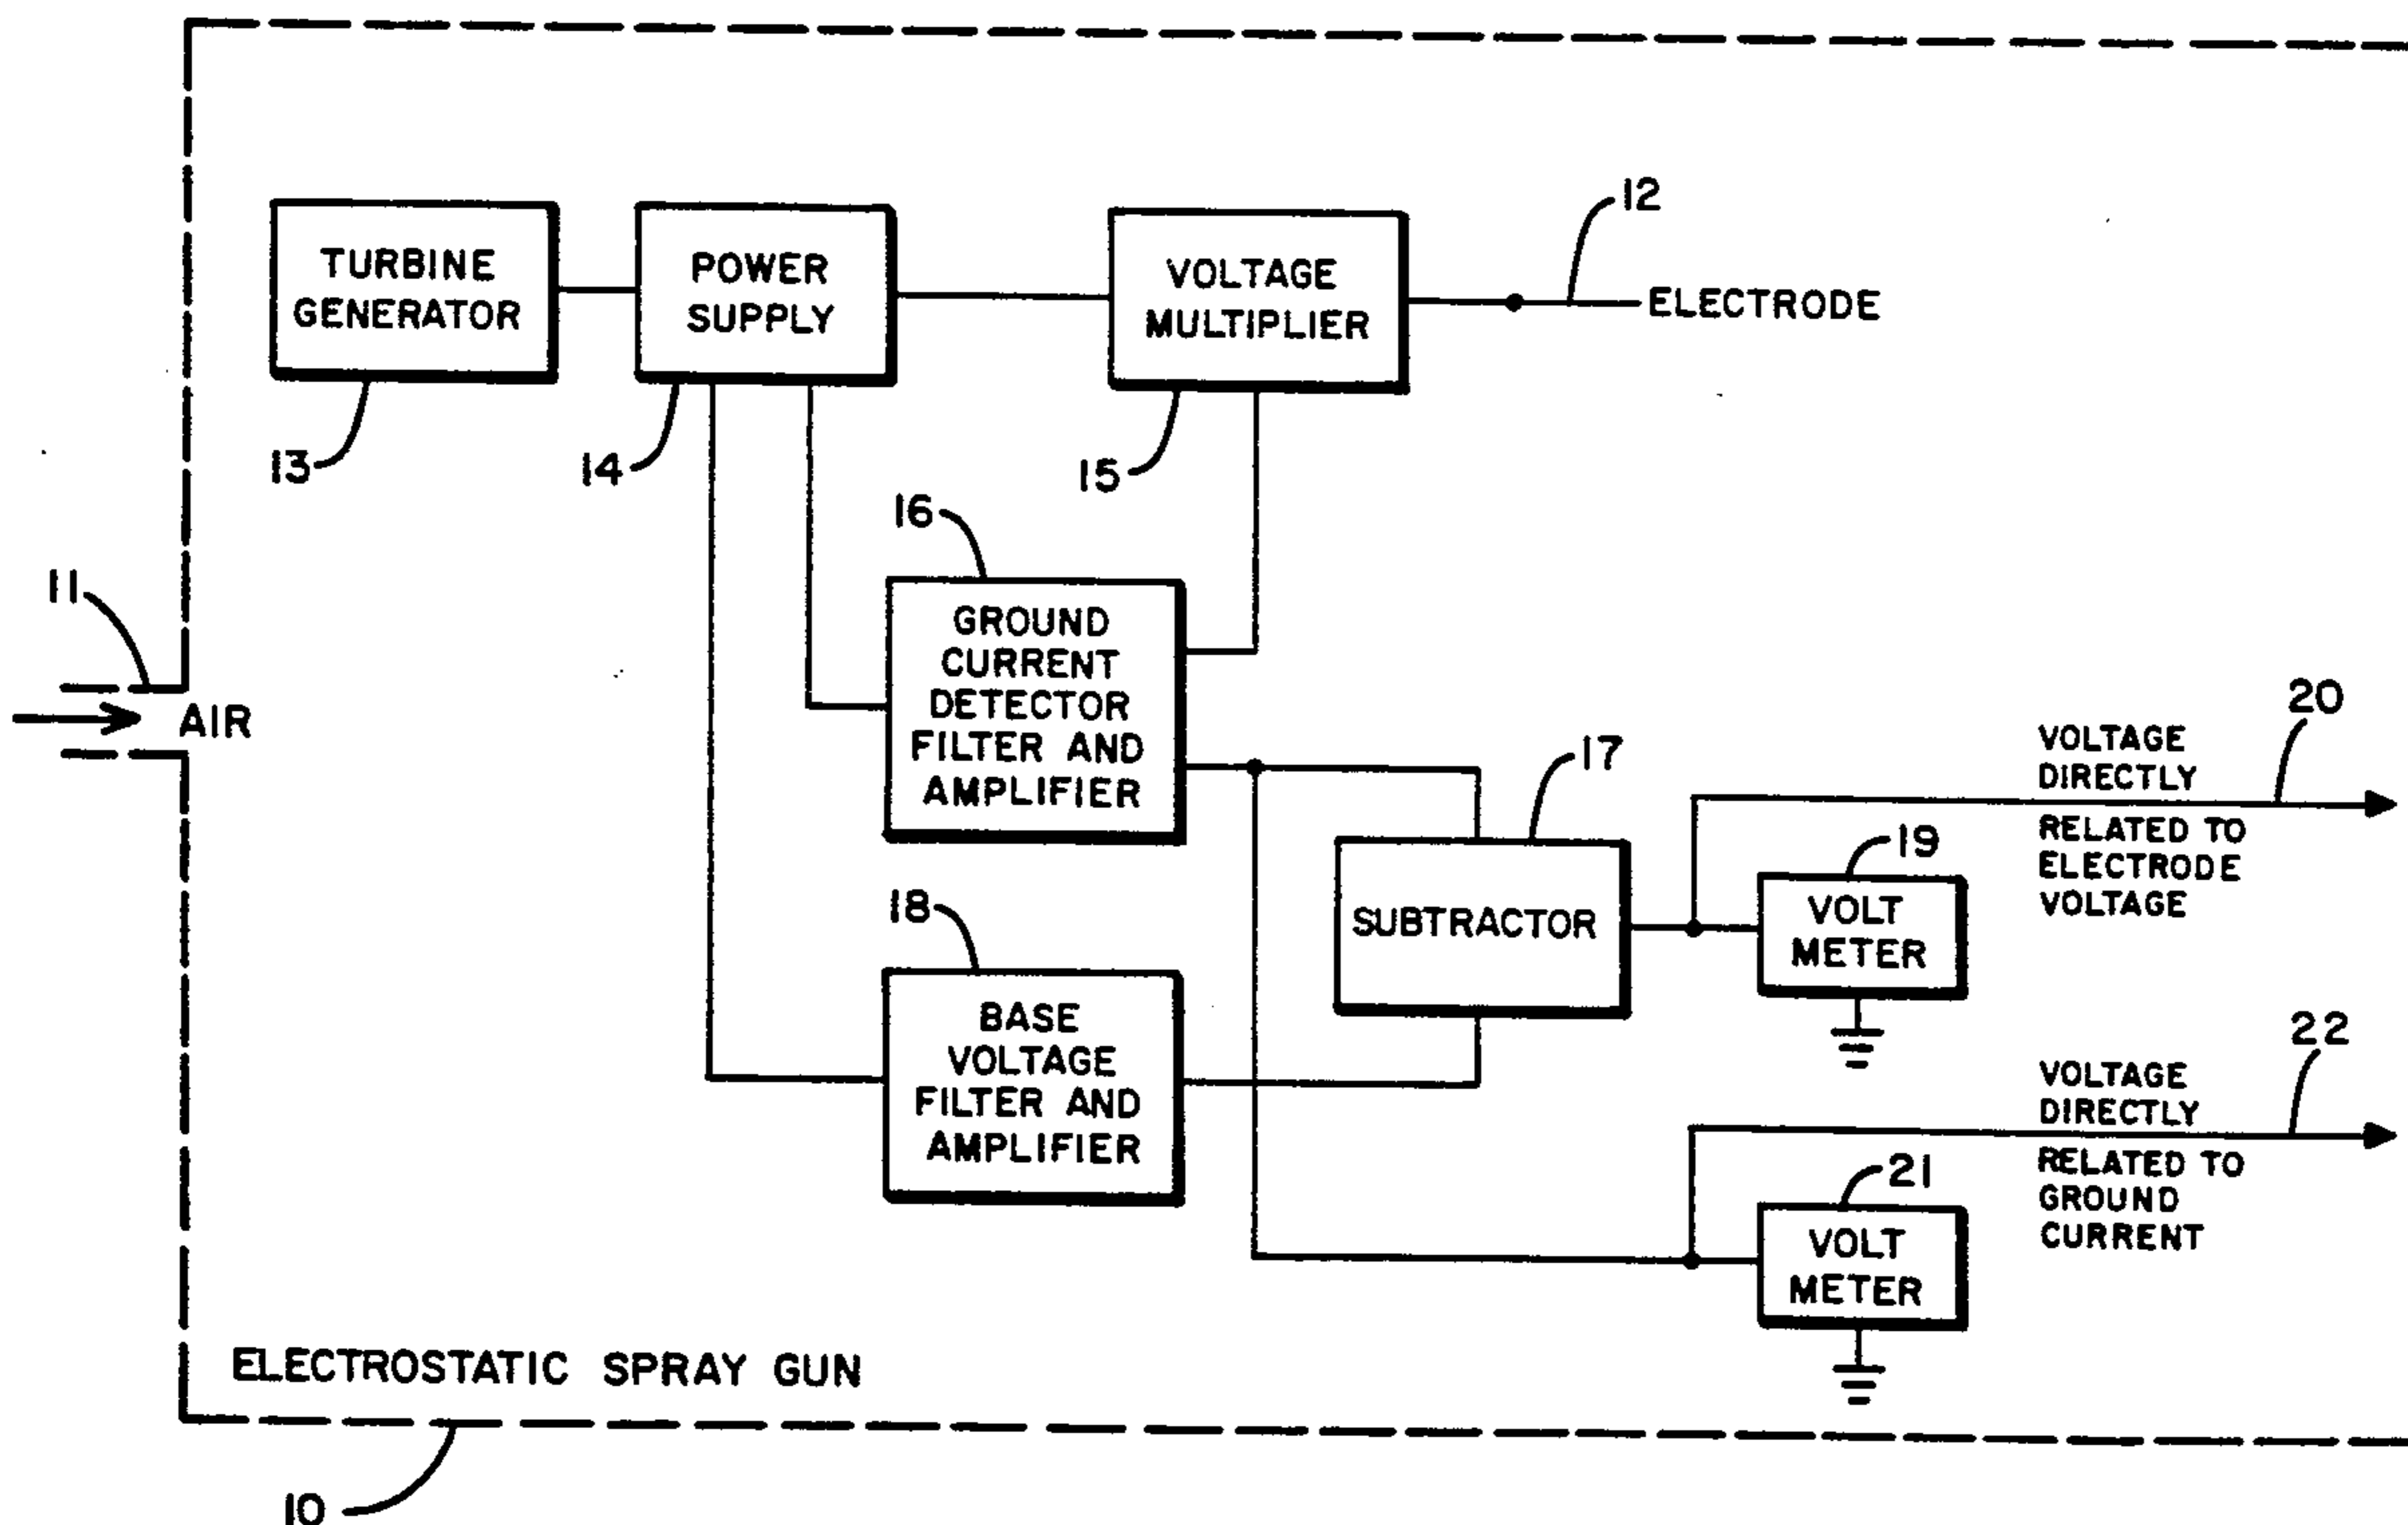 12
TURBINE
GENERATOR
POWER
SUPPLY
VOLTAGE
MULTIPLIER
ELECTRODE
13
14
15
16
11
AIR
GROUND
CURRENT
DETECTOR
FILTER AND
AMPLIFIER
17
20
VOLTAGE
DIRECTLY
RELATED TO
ELECTRODE
VOLTAGE
18
SUBTRACTOR
19
VOLT
METER
BASE
VOLTAGE
FILTER AND
AMPLIFIER
22
VOLTAGE
DIRECTLY
RELATED TO
GROUND
CURRENT
21
VOLT
METER
ELECTROSTATIC SPRAY GUN
10